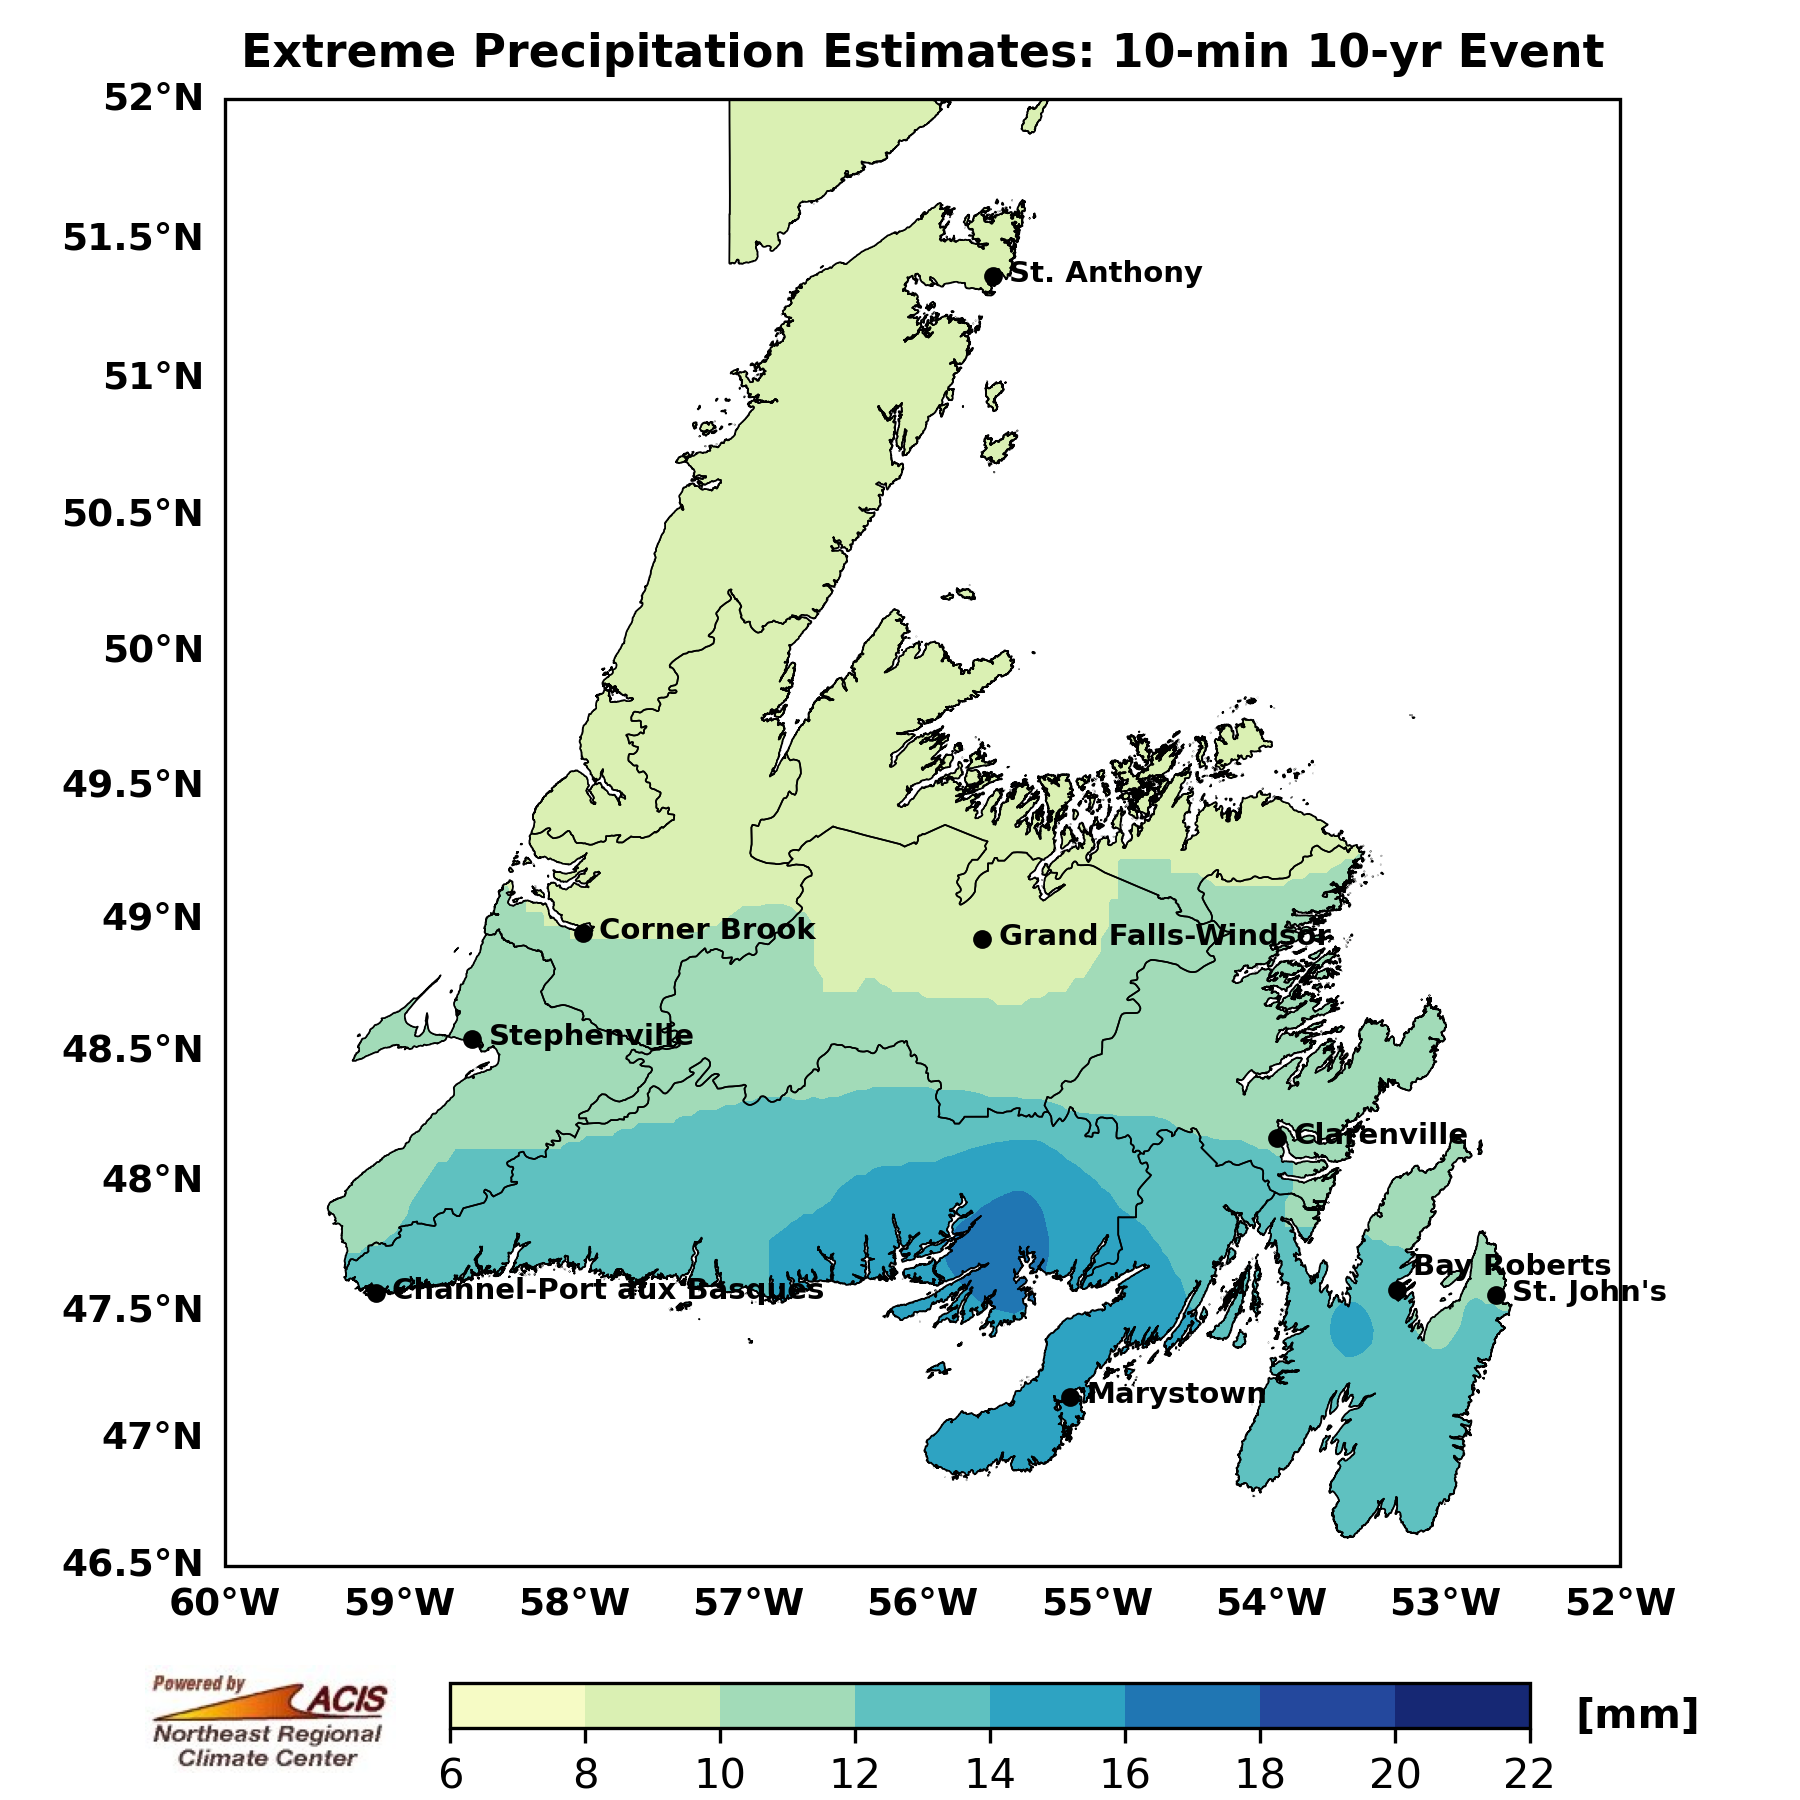 Extreme Precipitation Estimates: 10-min 10-yr Event
52°N
51.5°N
St. Anthony
51°N
50.5°N
50°N
49.5°N
49°N
Corner Brook
Grand Falls-Windsor
48.5°N
Stephenville
Clarenville
48°N
Bay Roberts
47.5°N
Channel-Port aux Basques
St. John's
Marystown
47°N
46.5°N
60°W 59°W 58°W 57°W 56°W 55°W 54°W 53°W 52°W
Powered by
ACIS
Northeast Regional
Climate Center
[mm]
6 8 10 12 14 16 18 20 22